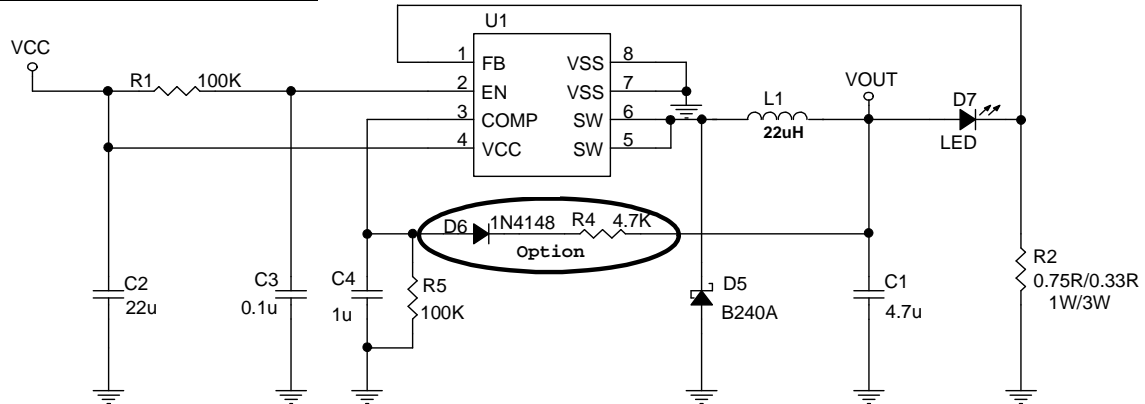 U1
VCC
R1 100K
1 FB VSS 8
2 EN VSS 7
3 COMP SW 6
4 VCC SW 5
L1
22uH
VOUT
D7
LED
D6 1N4148 R4 4.7K
Option
C2
22u
C3
0.1u
C4
1u
R5
100K
D5
B240A
C1
4.7u
R2
0.75R/0.33R
1W/3W